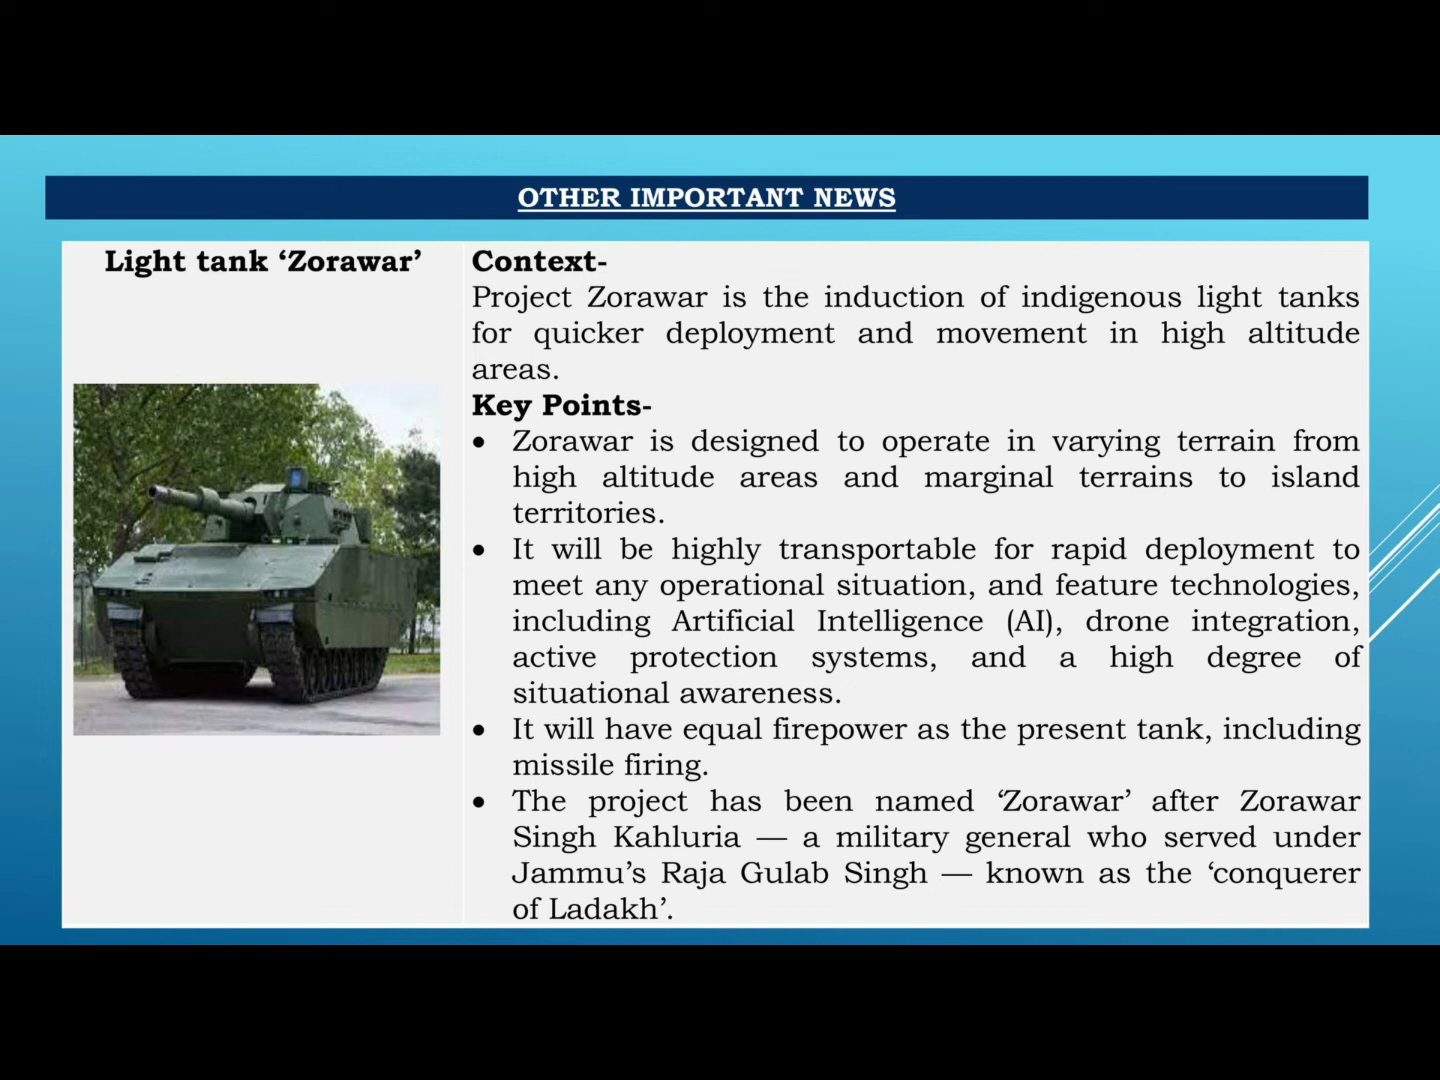 OTHER IMPORTANT NEWS
Light tank ‘Zorawar’
Context-
Project Zorawar is the induction of indigenous light tanks
for quicker deployment and movement in high altitude
areas.
Key Points-
• Zorawar is designed to operate in varying terrain from
high altitude areas and marginal terrains to island
territories.
• It will be highly transportable for rapid deployment to
meet any operational situation, and feature technologies,
including Artificial Intelligence (AI), drone integration,
active protection systems, and a high degree of
situational awareness.
• It will have equal firepower as the present tank, including
missile firing.
• The project has been named ‘Zorawar’ after Zorawar
Singh Kahluria — a military general who served under
Jammu’s Raja Gulab Singh — known as the ‘conquerer
of Ladakh’.